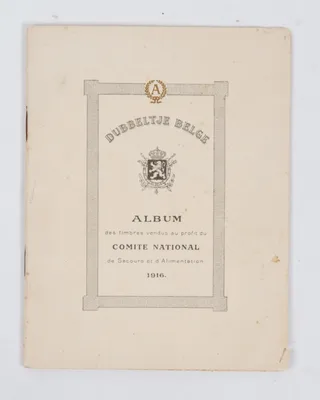 A
DUBBELTJE BELGE
ALBUM
des timbres vendus au profit du
COMITE NATIONAL
de Secours et d'Alimentation
1916.